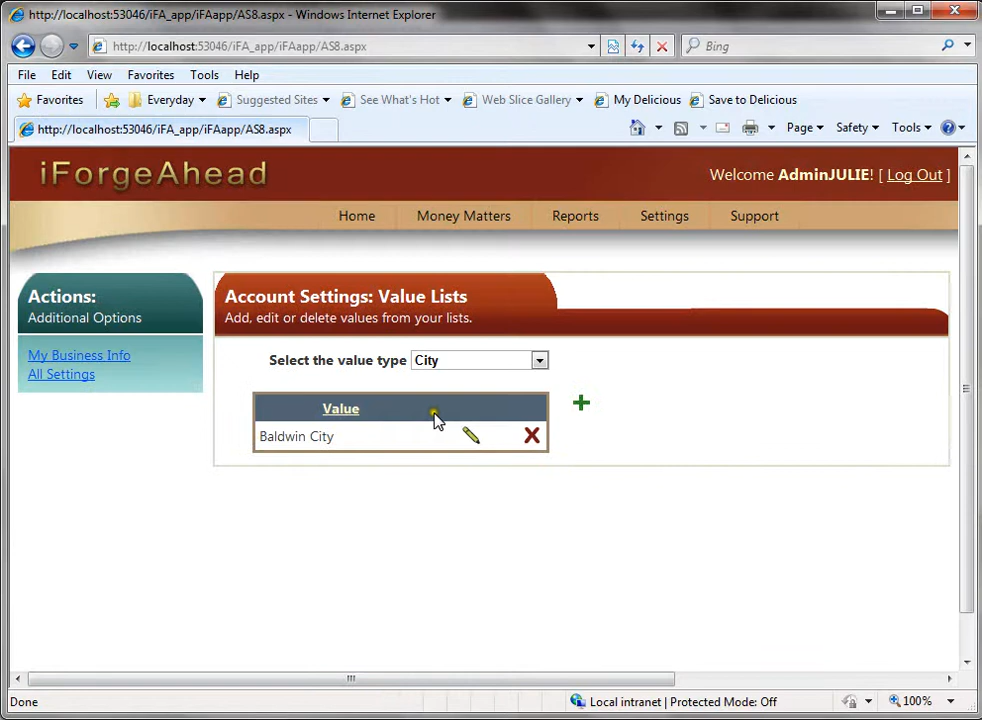 http://localhost:53046/iFA_app/iFAapp/AS8.aspx - Windows Internet Explorer
http://localhost:53046/iFA_app/iFAapp/AS8.aspx
Bing
File Edit View Favorites Tools Help
Favorites Everyday Suggested Sites See What's Hot Web Slice Gallery My Delicious Save to Delicious
http://localhost:53046/iFA_app/iFAapp/AS8.aspx
Page Safety Tools
iForgeAhead
Welcome AdminJULIE! [ Log Out ]
Home Money Matters Reports Settings Support
Actions:
Additional Options
My Business Info
All Settings
Account Settings: Value Lists
Add, edit or delete values from your lists.
Select the value type City
Value
Baldwin City
Done
Local intranet | Protected Mode: Off
100%